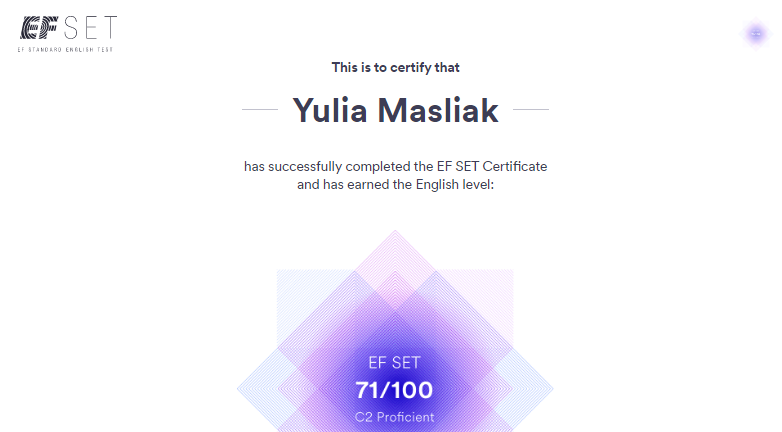 EF SET
EF STANDARD ENGLISH TEST
This is to certify that
Yulia Masliak
has successfully completed the EF SET Certificate
and has earned the English level:
EF SET
71/100
C2 Proficient